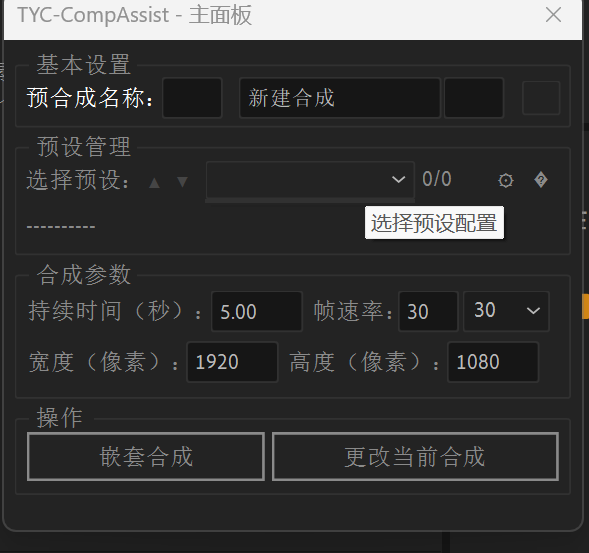 TYC-CompAssist - 主面板
基本设置
预合成名称： 新建合成
预设管理
选择预设： ▲ ▼ 0/0
选择预设配置
----------
合成参数
持续时间（秒）： 5.00 帧速率： 30 30
宽度（像素）： 1920 高度（像素）： 1080
操作
嵌套合成 更改当前合成